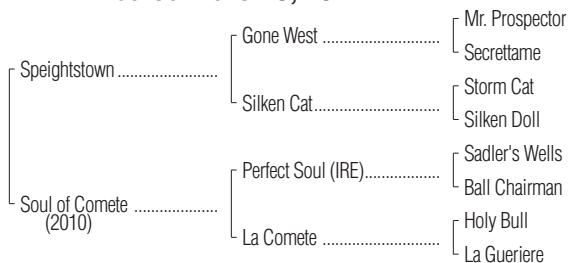 Mr. Prospector
Gone West
Secrettame
Speightstown
Storm Cat
Silken Cat
Silken Doll
Sadler's Wells
Perfect Soul (IRE)
Ball Chairman
Soul of Comete
(2010)
Holy Bull
La Comete
La Gueriere